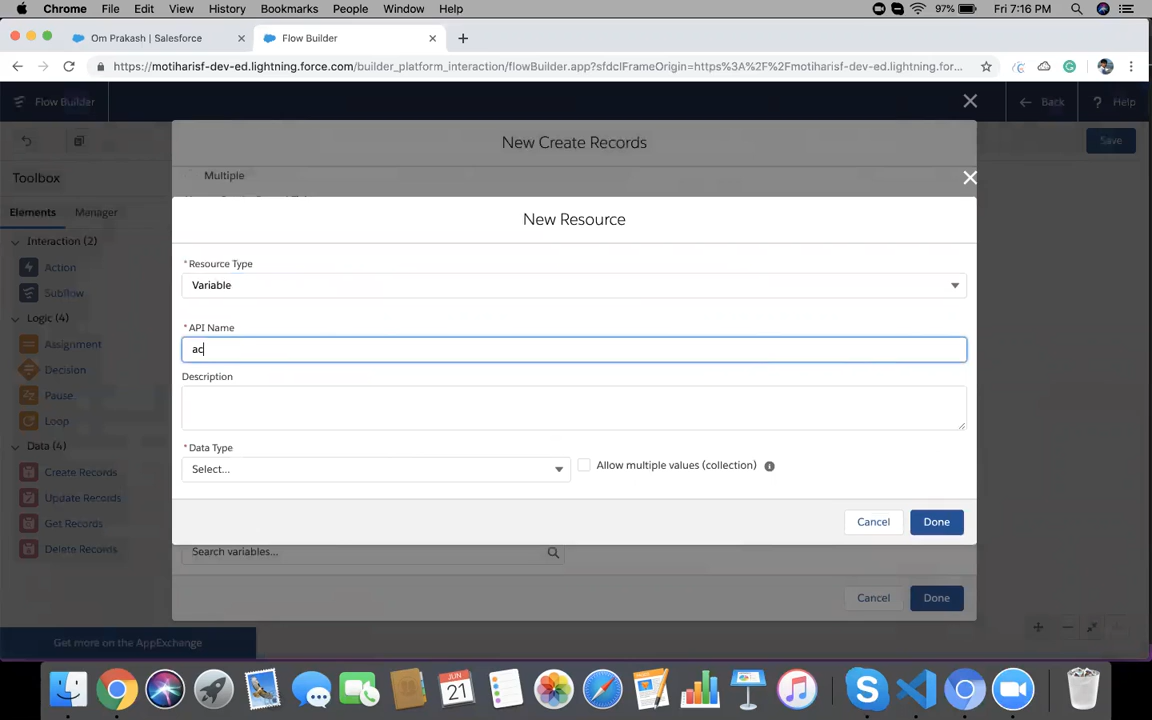 Chrome File Edit View History Bookmarks People Window Help 97% Fri 7:16 PM
Om Prakash | Salesforce Flow Builder
https://motiharisf-dev-ed.lightning.force.com/builder_platform_interaction/flowBuilder.app?sfdcIFrameOrigin=https%3A%2F%2Fmotiharisf-dev-ed.lightning.for...
Flow Builder Back ? Help
New Create Records
Save
Multiple
Toolbox
Elements Manager
New Resource
Interaction (2)
Action
Subflow
Logic (4)
Assignment
Decision
Pause
Loop
Data (4)
Create Records
Update Records
Get Records
Delete Records
* Resource Type
Variable
* API Name
ac
Description
* Data Type
Select...
Allow multiple values (collection)
Cancel Done
Search variables...
Cancel Done
Get more on the AppExchange
JUN
21